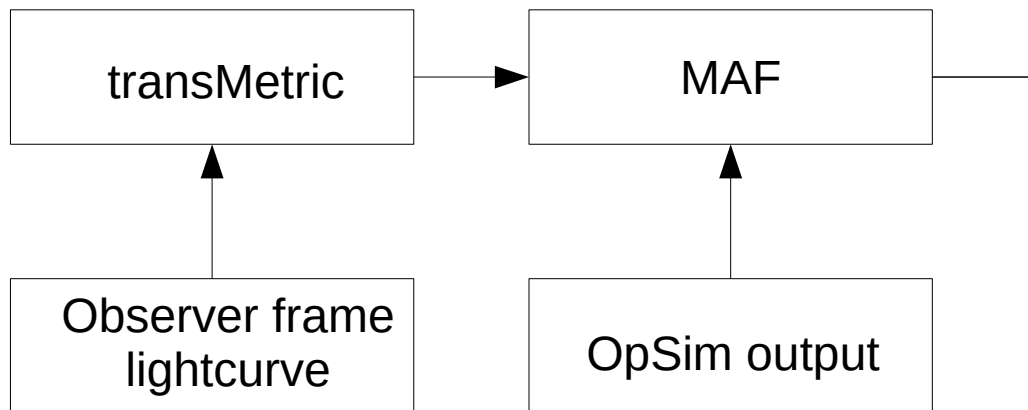 transMetric
MAF
Observer frame
lightcurve
OpSim output